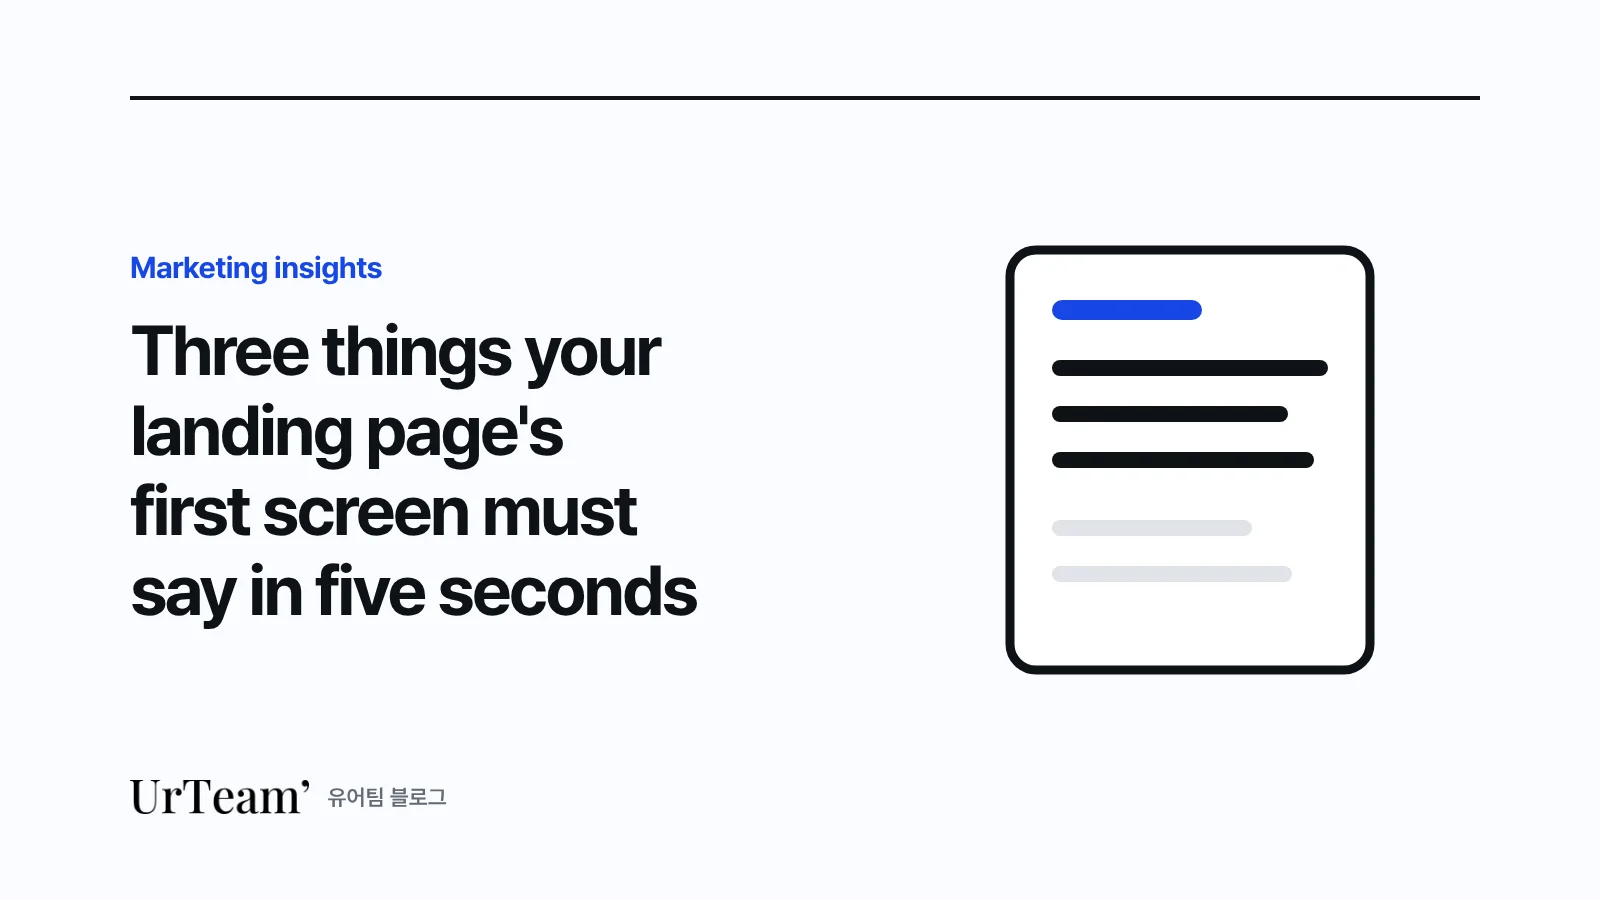 Marketing insights
Three things your
landing page's
first screen must
say in five seconds
UrTeam’ 유어팀 블로그